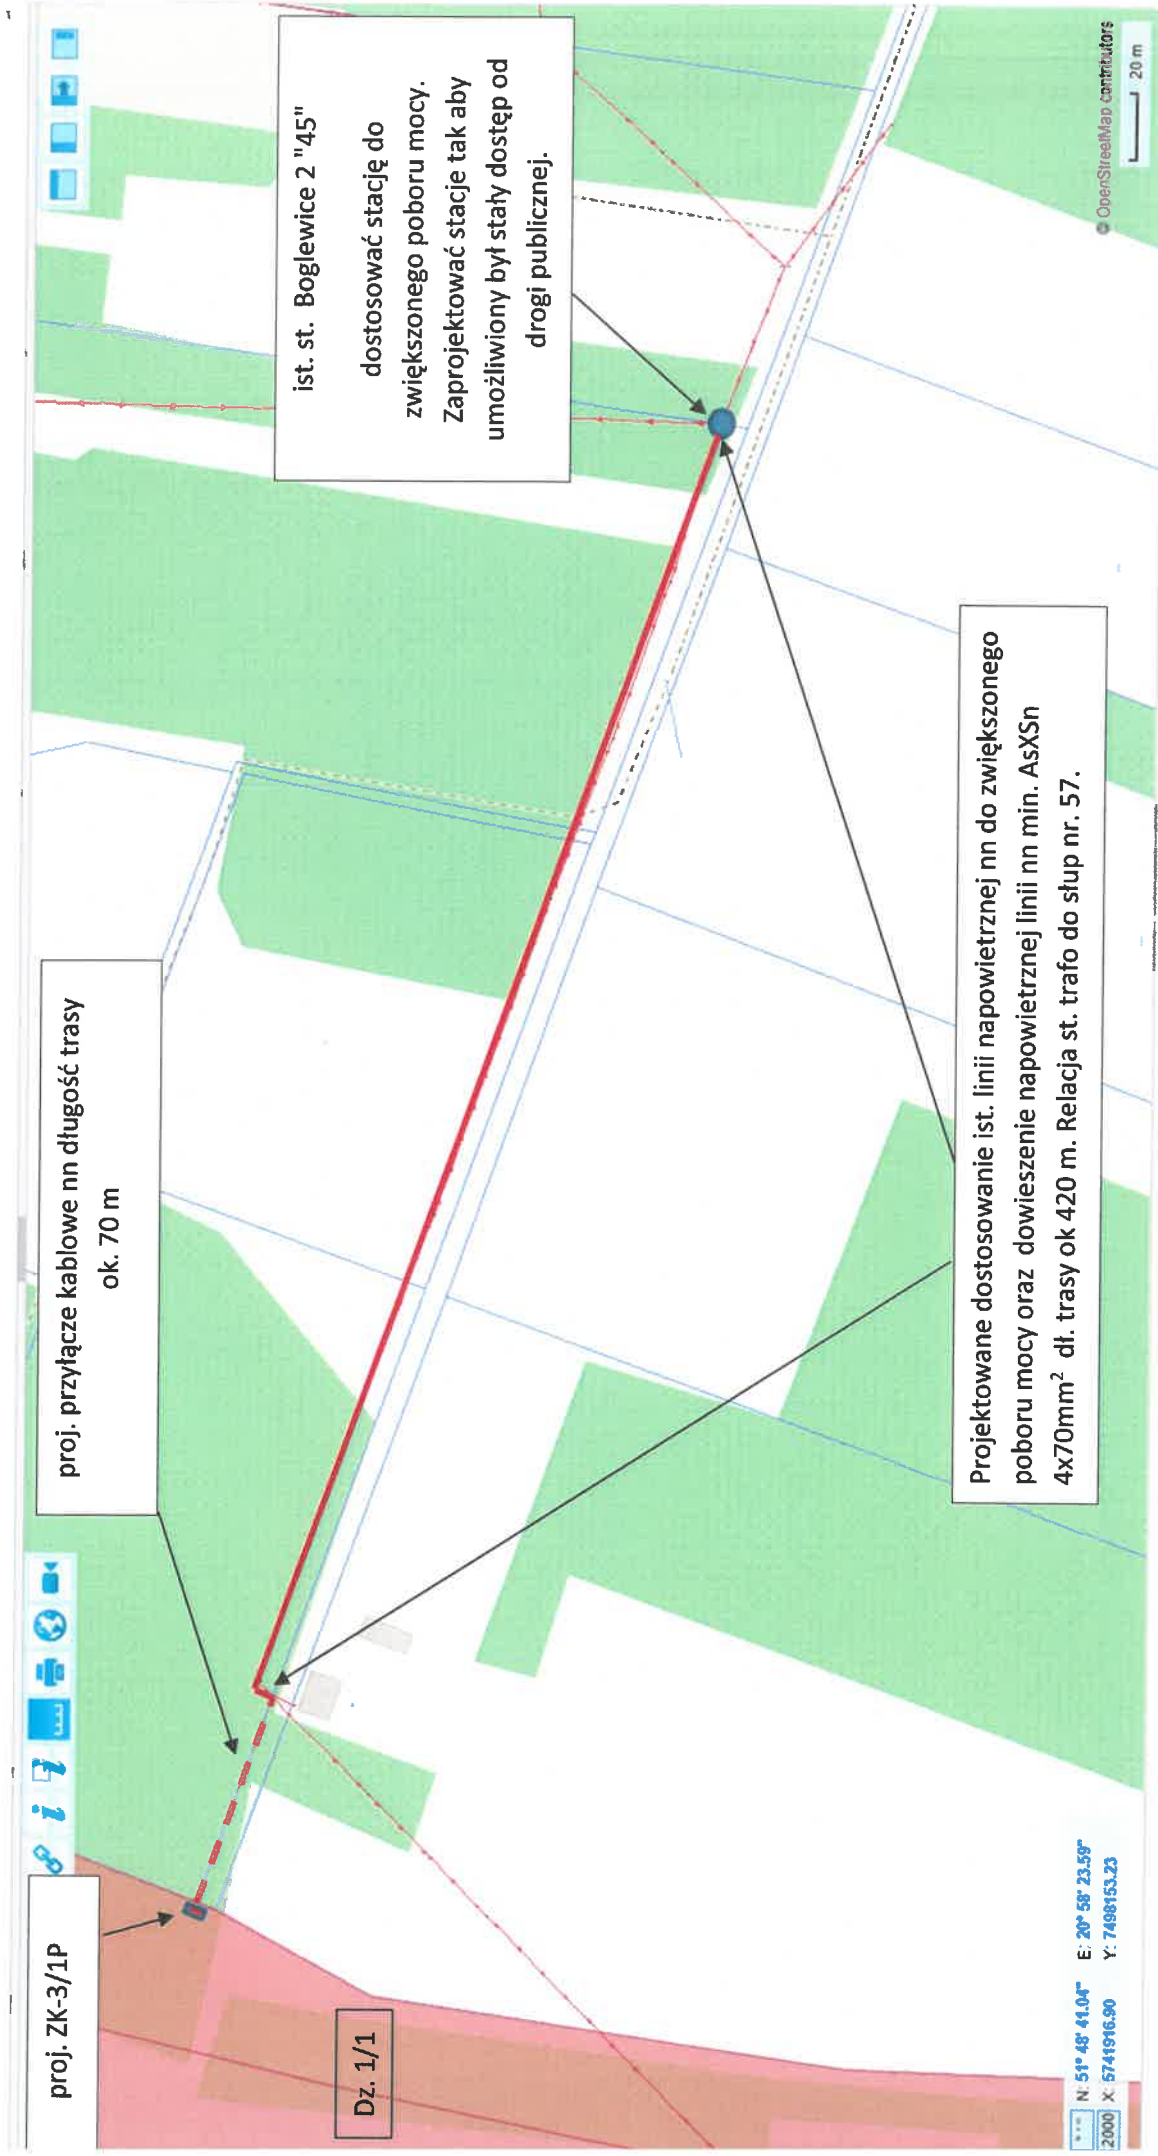 proj. ZK-3/1P
proj. przyłącze kablowe nn długość trasy
ok. 70 m
ist. st. Boglewice 2 "45"
dostosować stację do
zwiększonego poboru mocy.
Zaprojektować stacje tak aby
umożliwiony był stały dostęp od
drogi publicznej.
Dz. 1/1
Projektowane dostosowanie ist. linii napowietrznej nn do zwiększonego
poboru mocy oraz dowieszenie napowietrznej linii nn min. AsXSn
4x70mm² dł. trasy ok 420 m. Relacja st. trafo do słup nr. 57.
N: 51° 48' 41.04" E: 20° 58' 23.59"
2000 X: 5741916.90 Y: 7498153.23
© OpenStreetMap contributors
20 m